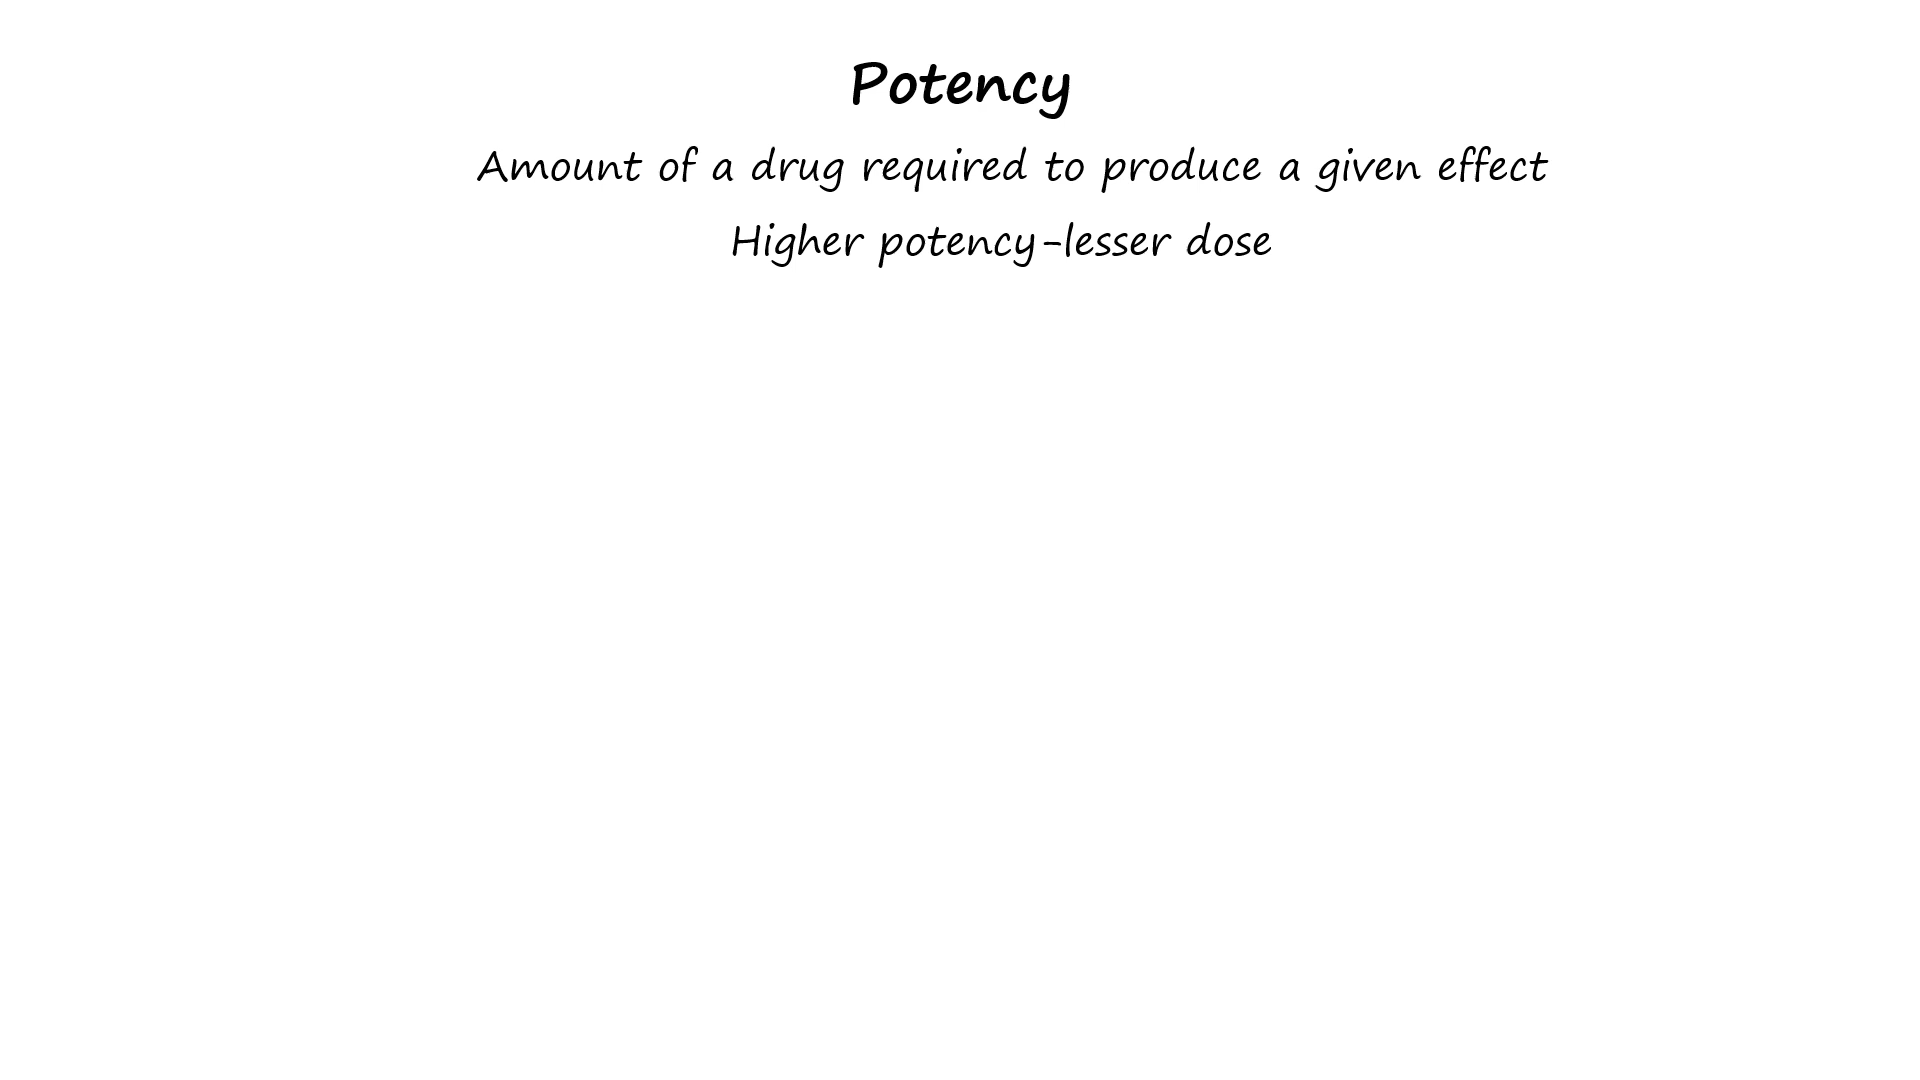 Potency
Amount of a drug required to produce a given effect
Higher potency-lesser dose